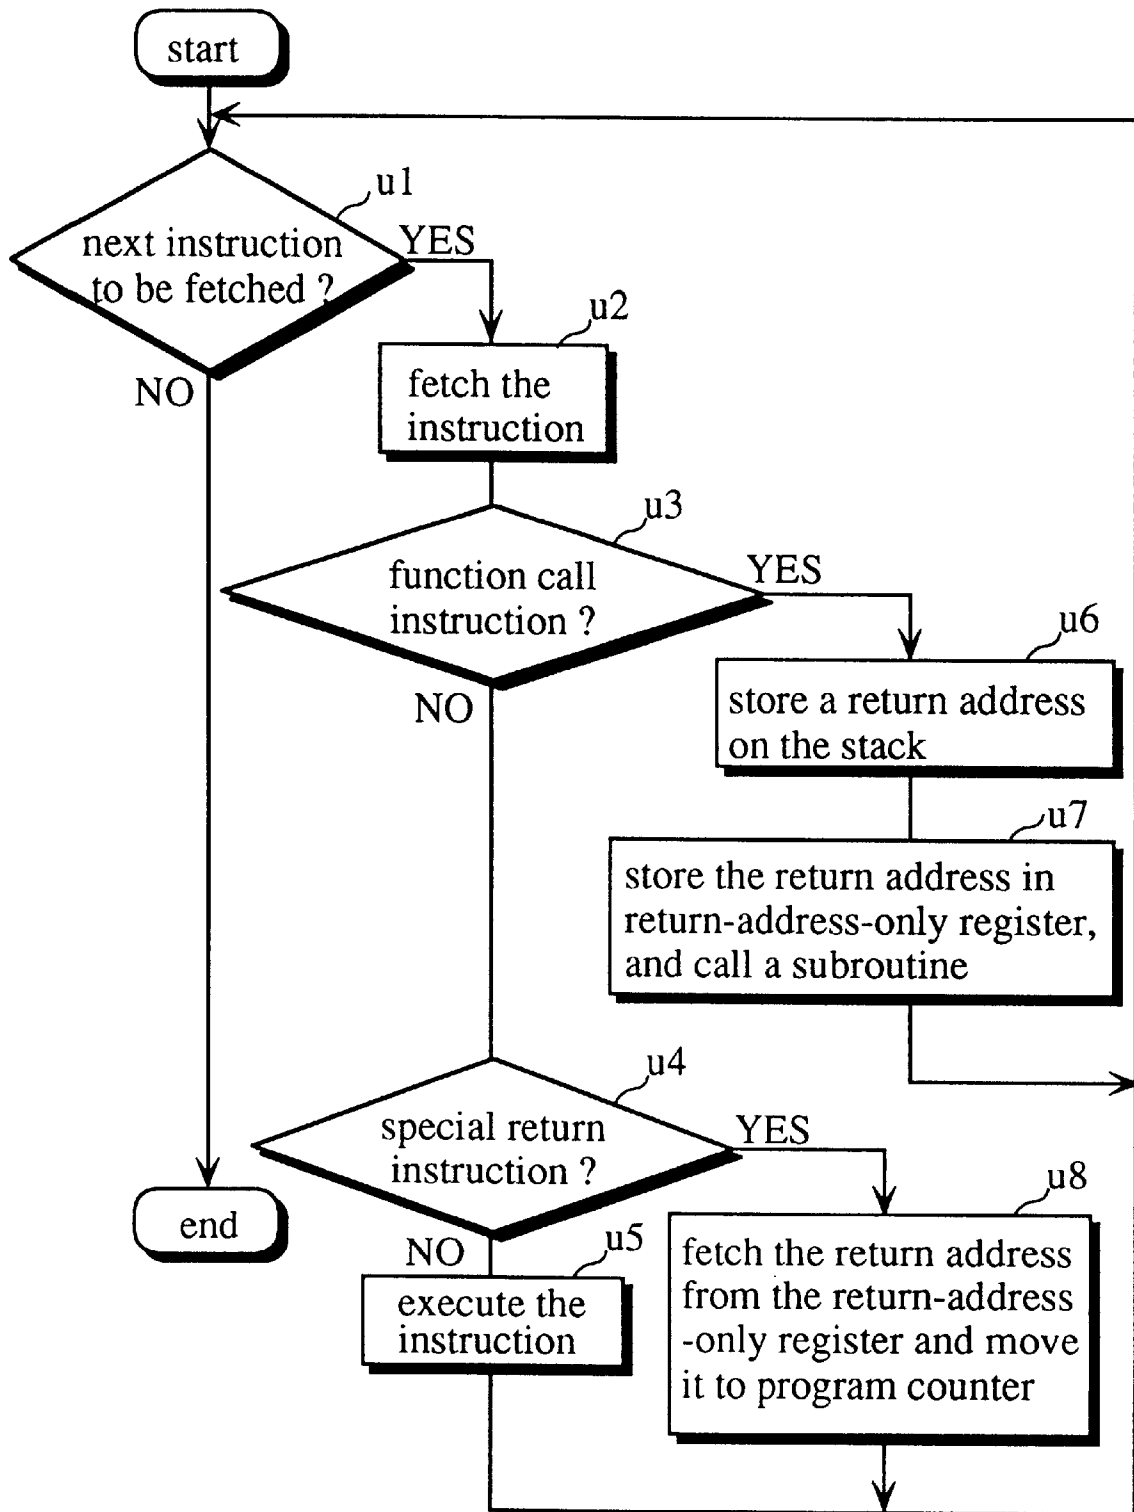 start
u1
next instruction
to be fetched ?
YES
NO
u2
fetch the
instruction
u3
function call
instruction ?
YES
NO
u6
store a return address
on the stack
u7
store the return address in
return-address-only register,
and call a subroutine
u4
special return
instruction ?
YES
NO
end
u5
execute the
instruction
u8
fetch the return address
from the return-address
-only register and move
it to program counter